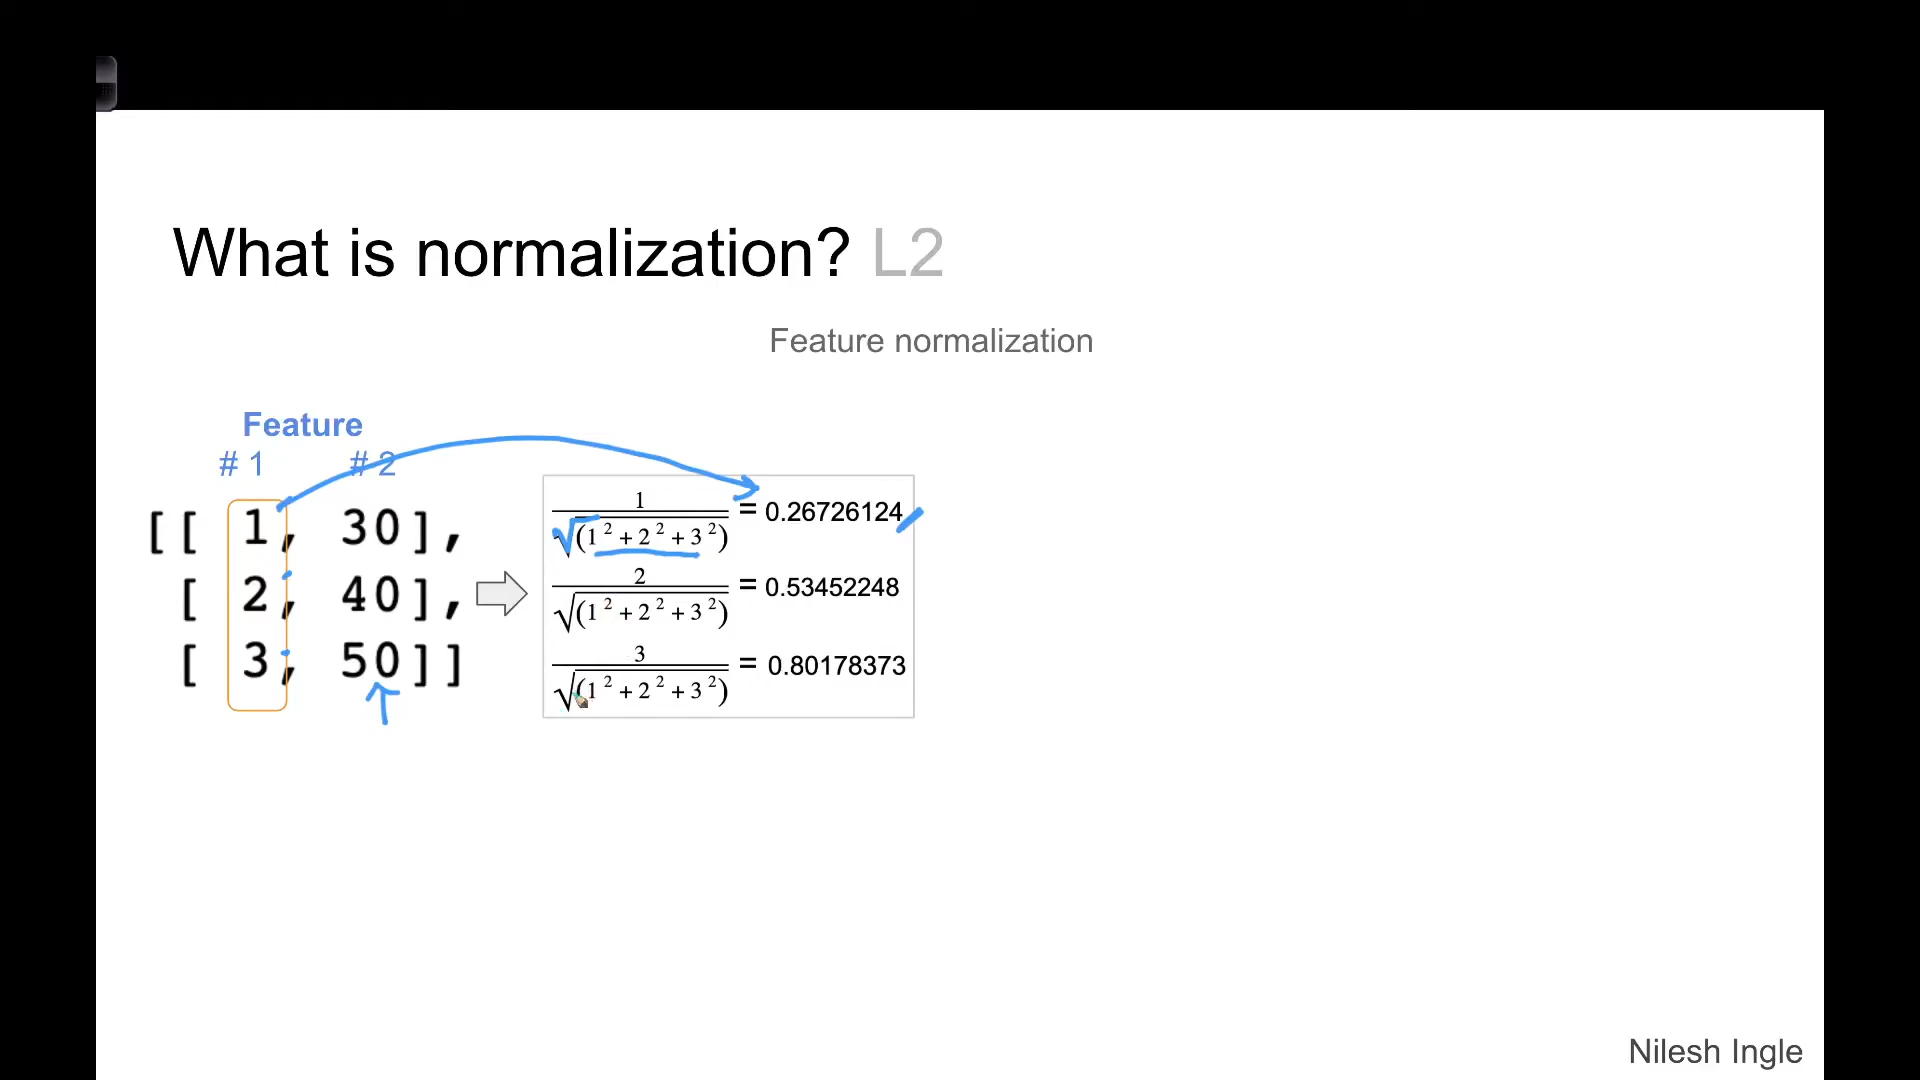 What is normalization? L2
Feature normalization
Feature
# 1 # 2
[[ 1, 30],
[ 2, 40],
[ 3, 50]]
1
√(1² + 2² + 3²) = 0.26726124
2
√(1² + 2² + 3²) = 0.53452248
3
√(1² + 2² + 3²) = 0.80178373
Nilesh Ingle